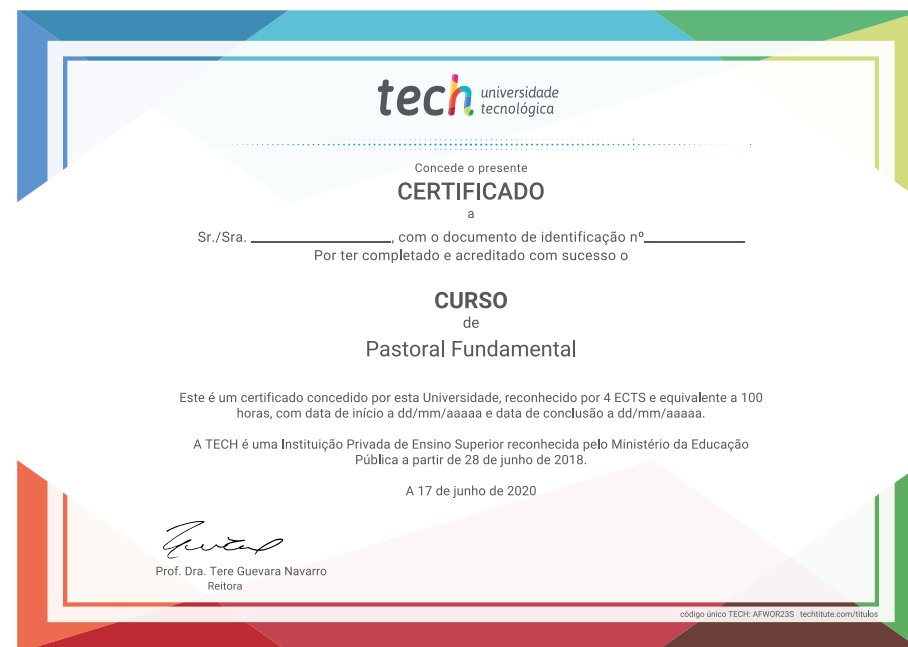 tech universidade
tecnológica
Concede o presente
CERTIFICADO
a
Sr./Sra. ____________________, com o documento de identificação nº______________
Por ter completado e acreditado com sucesso o
CURSO
de
Pastoral Fundamental
Este é um certificado concedido por esta Universidade, reconhecido por 4 ECTS e equivalente a 100
horas, com data de início a dd/mm/aaaaa e data de conclusão a dd/mm/aaaaa.
A TECH é uma Instituição Privada de Ensino Superior reconhecida pelo Ministério da Educação
Pública a partir de 28 de junho de 2018.
A 17 de junho de 2020
Prof. Dra. Tere Guevara Navarro
Reitora
código único TECH: AFWOR23S techtitute.com/titulos